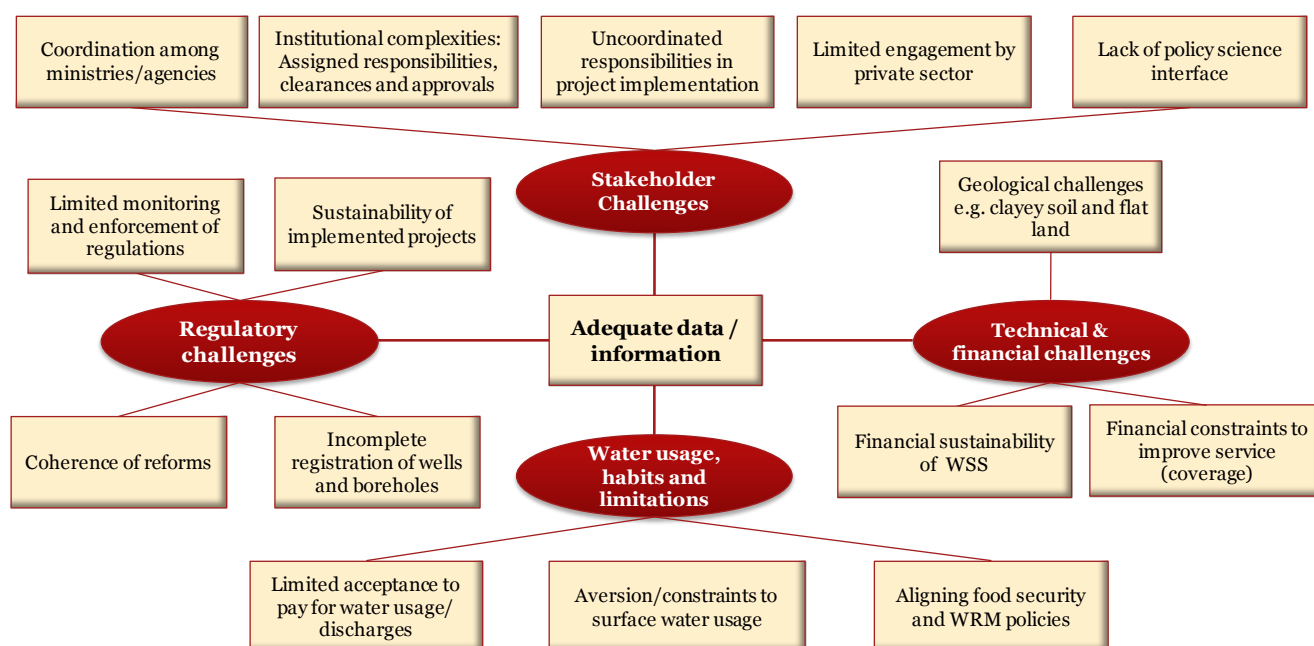 Coordination among
ministries/agencies
Institutional complexities:
Assigned responsibilities,
clearances and approvals
Uncoordinated
responsibilities in
project implementation
Limited engagement by
private sector
Lack of policy science
interface
Stakeholder
Challenges
Limited monitoring
and enforcement of
regulations
Sustainability of
implemented projects
Geological challenges
e.g. clayey soil and flat
land
Regulatory
challenges
Adequate data /
information
Technical &
financial challenges
Coherence of reforms
Incomplete
registration of wells
and boreholes
Water usage,
habits and
limitations
Financial sustainability
of WSS
Financial constraints to
improve service
(coverage)
Limited acceptance to
pay for water usage/
discharges
Aversion/constraints to
surface water usage
Aligning food security
and WRM policies